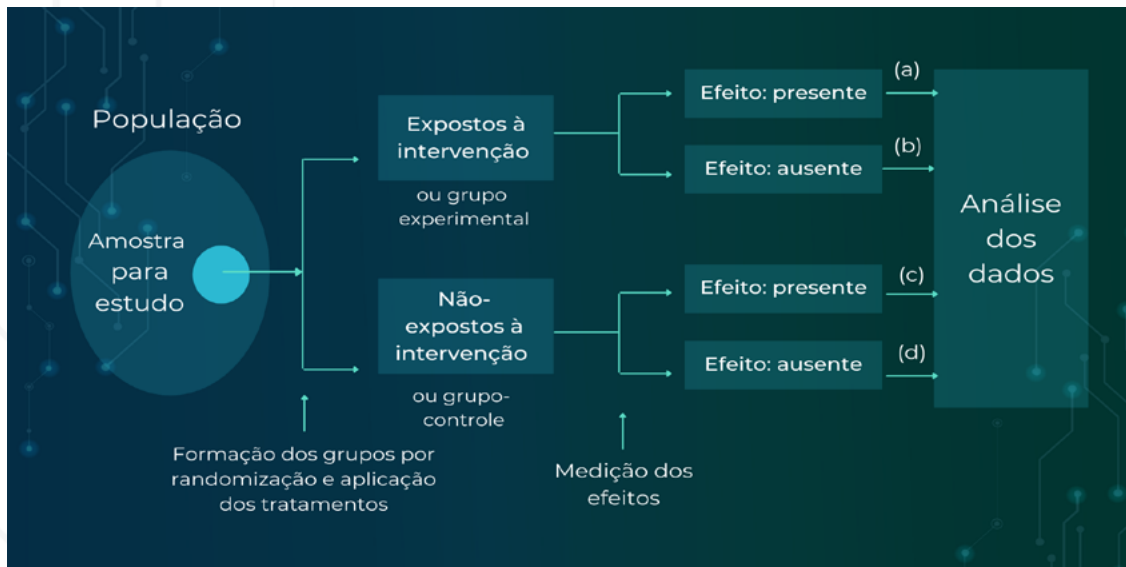 População
Amostra
para
estudo
Expostos à
intervenção
ou grupo
experimental
Não-
expostos à
intervenção
ou grupo-
controle
Formação dos grupos por
randomização e aplicação
dos tratamentos
Medição dos
efeitos
Efeito: presente
(a)
Efeito: ausente
(b)
Efeito: presente
(c)
Efeito: ausente
(d)
Análise
dos
dados